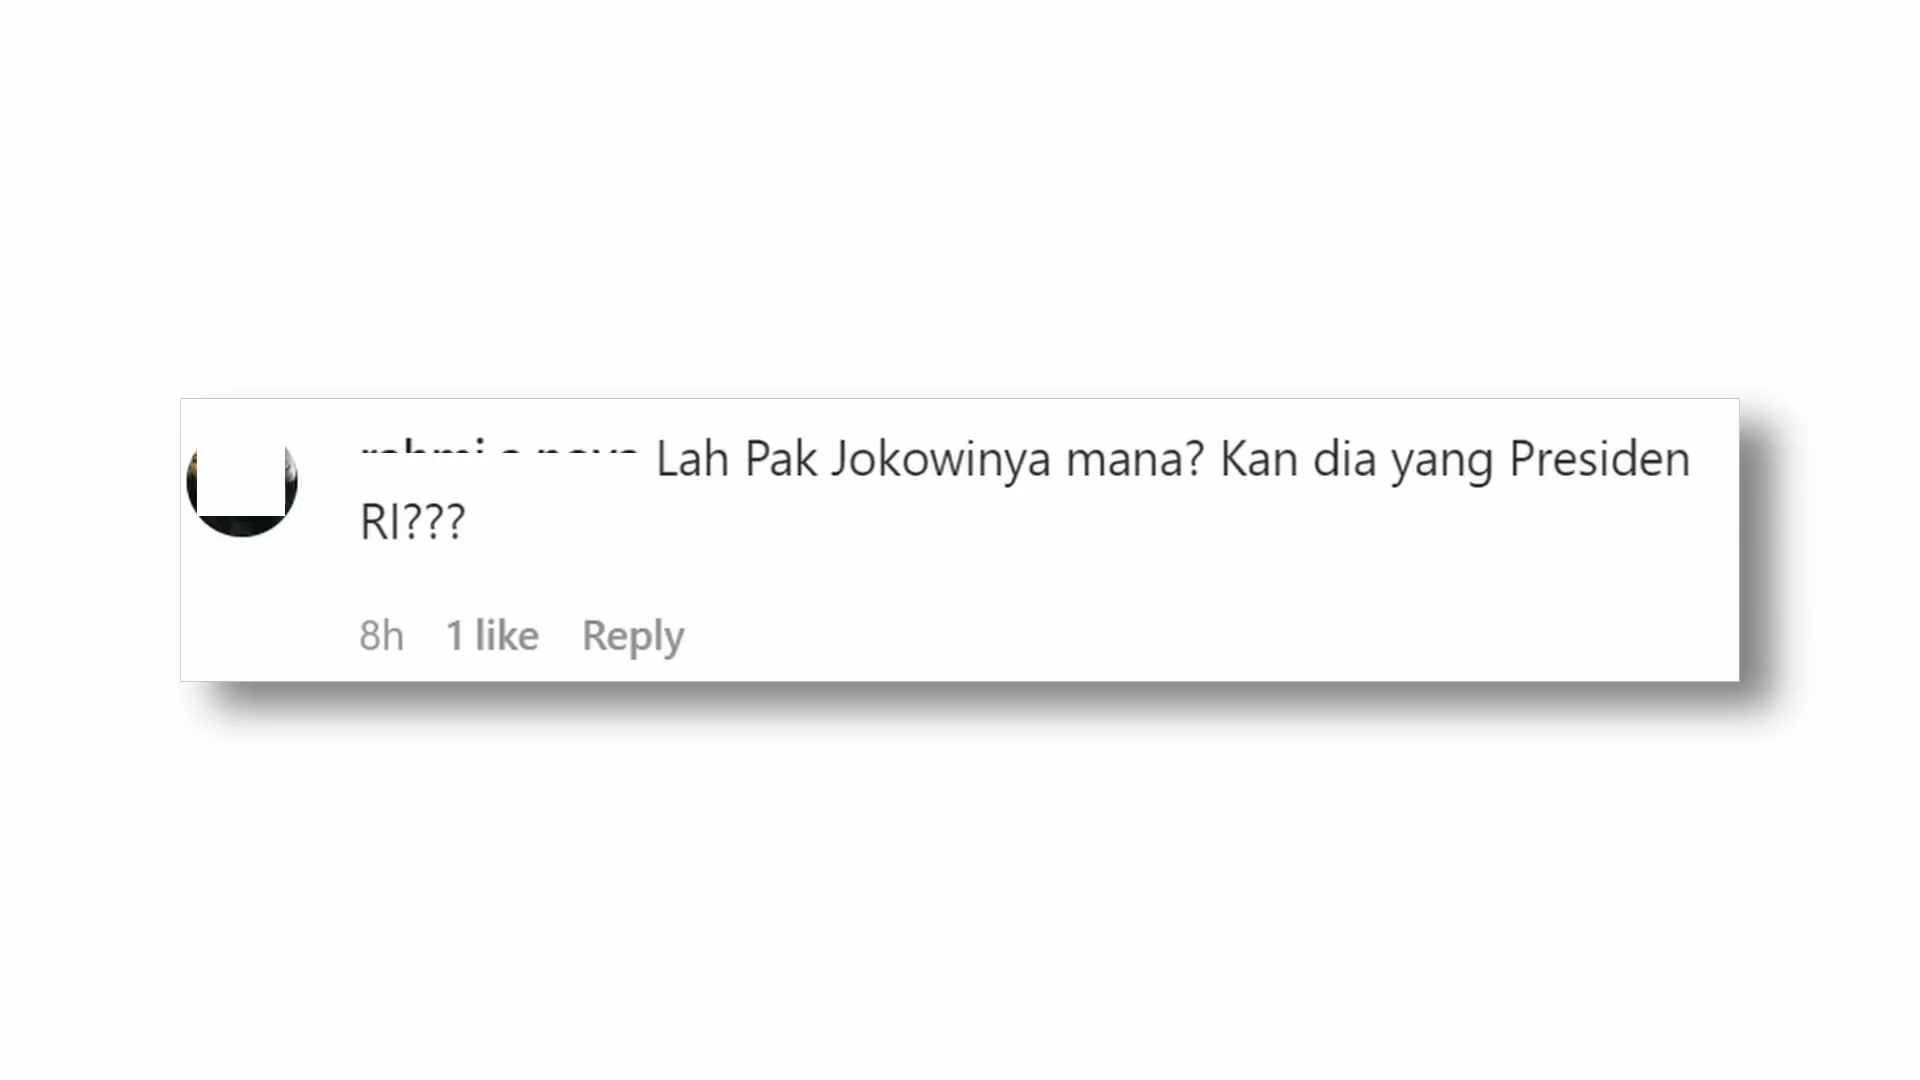 Lah Pak Jokowinya mana? Kan dia yang Presiden
RI???
8h 1 like Reply